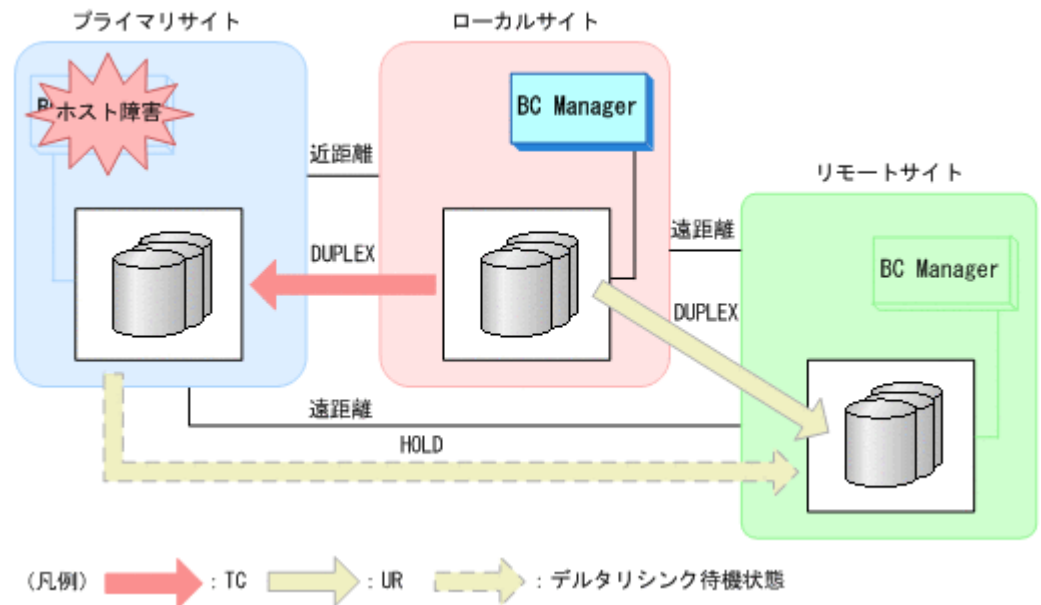 プライマリサイト
ローカルサイト
ホスト障害
BC Manager
近距離
リモートサイト
遠距離
DUPLEX
BC Manager
DUPLEX
遠距離
HOLD
(凡例) : TC : UR : デルタリシンク待機状態